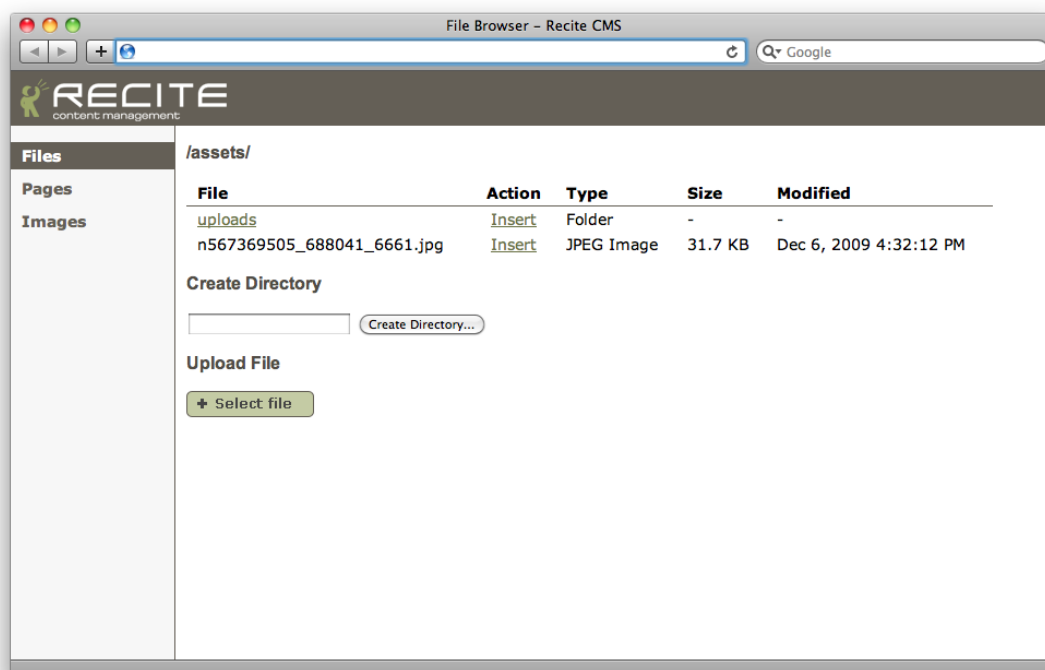 File Browser – Recite CMS
Google
RECITE
content management
Files
Pages
Images
/assets/
File Action Type Size Modified
uploads Insert Folder - -
n567369505_688041_6661.jpg Insert JPEG Image 31.7 KB Dec 6, 2009 4:32:12 PM
Create Directory
Create Directory...
Upload File
+ Select file